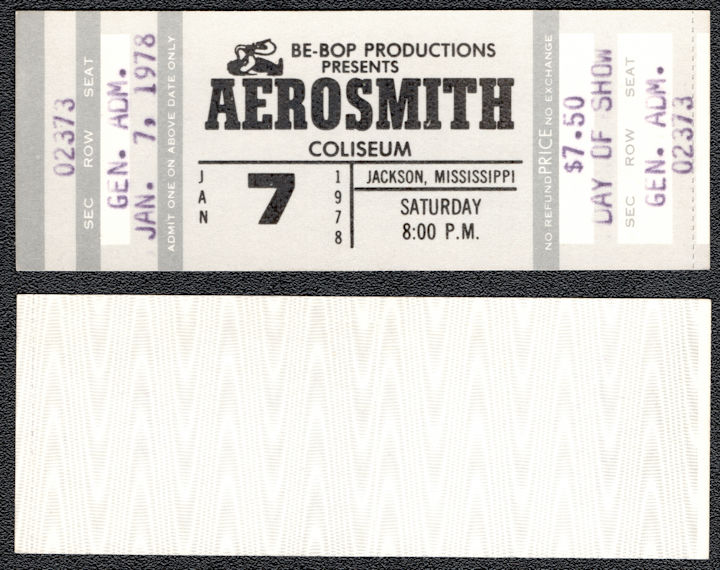 02373
SEC ROW SEAT
GEN. ADM.
JAN. 7, 1978
ADMIT ONE ON ABOVE DATE ONLY
BE-BOP PRODUCTIONS
PRESENTS
AEROSMITH
COLISEUM
JAN
7
1978
JACKSON, MISSISSIPPI
SATURDAY
8:00 P.M.
NO REFUND PRICE NO EXCHANGE
$7.50
DAY OF SHOW
SEC ROW SEAT
GEN. ADM.
02373